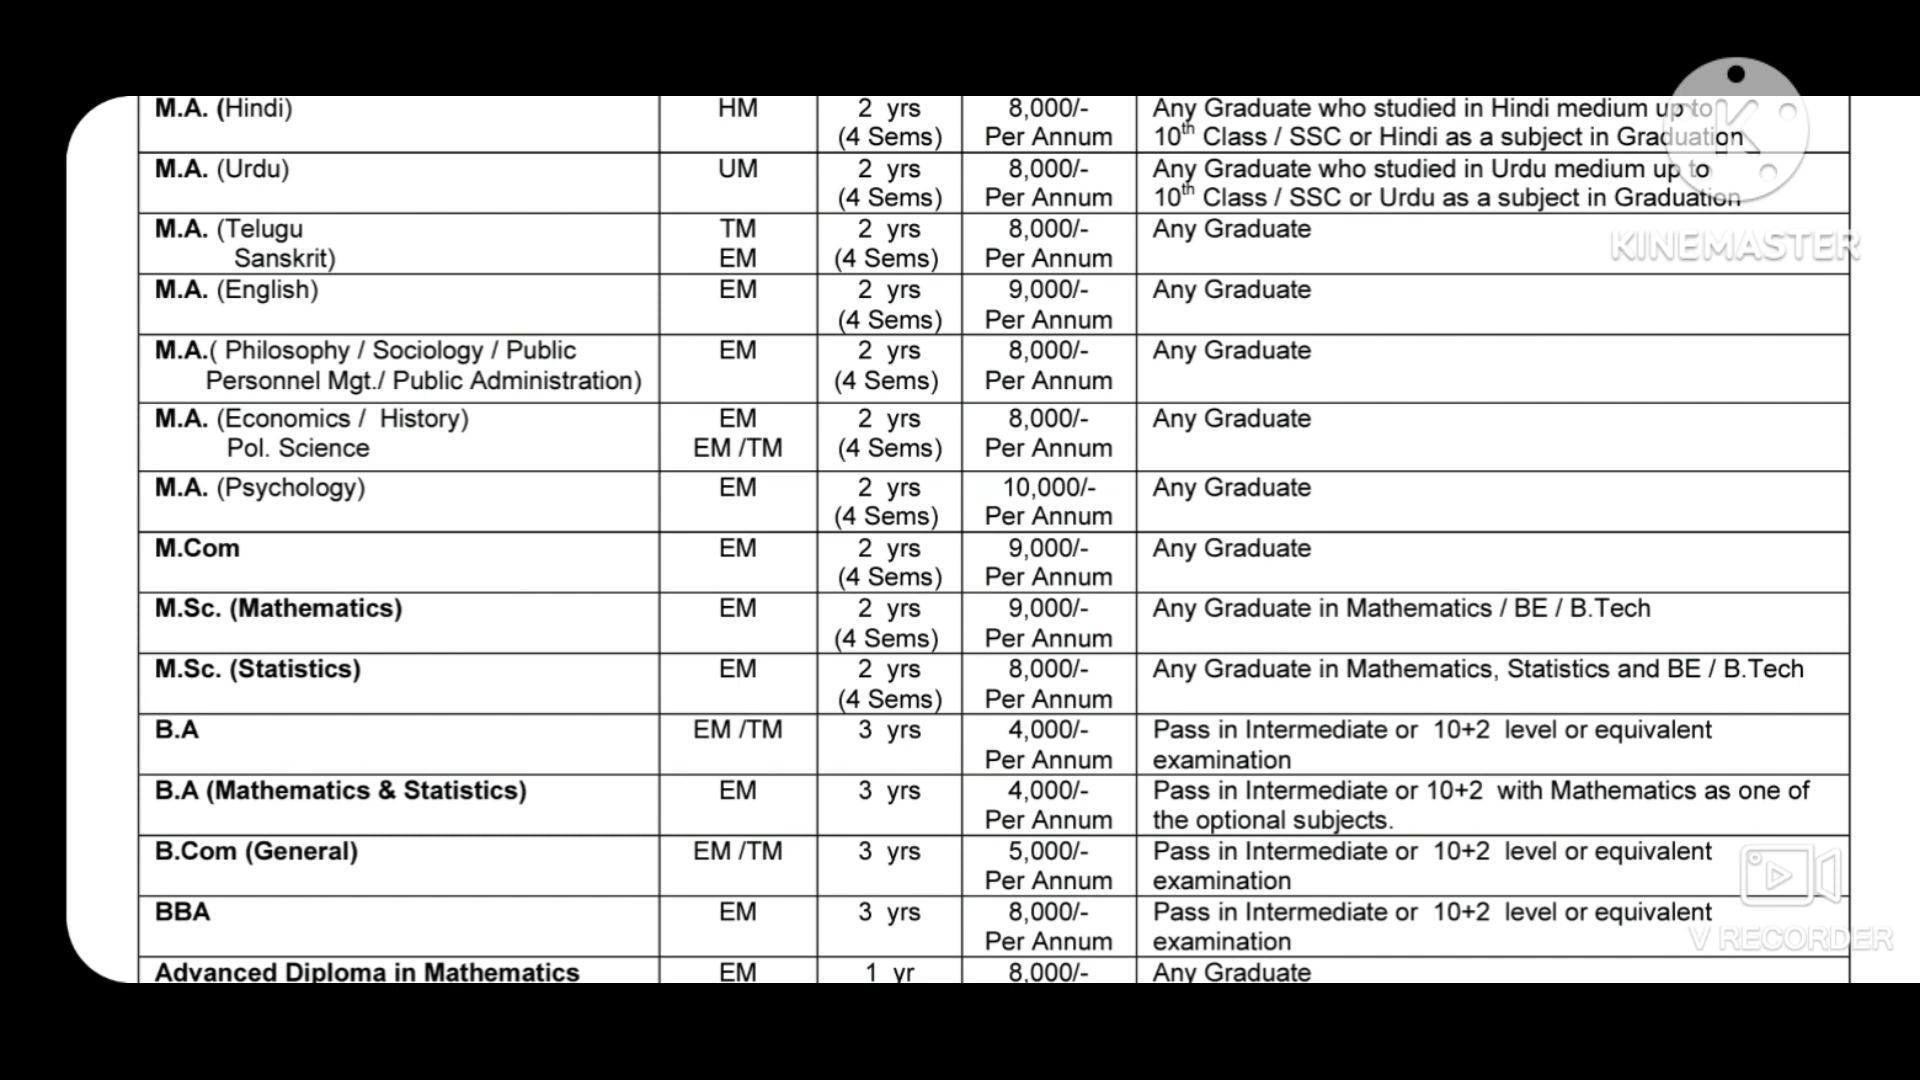 M.A. (Hindi) HM 2 yrs 8,000/- Any Graduate who studied in Hindi medium up to
(4 Sems) Per Annum 10th Class / SSC or Hindi as a subject in Graduation
M.A. (Urdu) UM 2 yrs 8,000/- Any Graduate who studied in Urdu medium up to
(4 Sems) Per Annum 10th Class / SSC or Urdu as a subject in Graduation
M.A. (Telugu TM 2 yrs 8,000/- Any Graduate
Sanskrit) EM (4 Sems) Per Annum
KINEMASTER
M.A. (English) EM 2 yrs 9,000/- Any Graduate
(4 Sems) Per Annum
M.A.( Philosophy / Sociology / Public EM 2 yrs 8,000/- Any Graduate
Personnel Mgt./ Public Administration) (4 Sems) Per Annum
M.A. (Economics / History) EM 2 yrs 8,000/- Any Graduate
Pol. Science EM /TM (4 Sems) Per Annum
M.A. (Psychology) EM 2 yrs 10,000/- Any Graduate
(4 Sems) Per Annum
M.Com EM 2 yrs 9,000/- Any Graduate
(4 Sems) Per Annum
M.Sc. (Mathematics) EM 2 yrs 9,000/- Any Graduate in Mathematics / BE / B.Tech
(4 Sems) Per Annum
M.Sc. (Statistics) EM 2 yrs 8,000/- Any Graduate in Mathematics, Statistics and BE / B.Tech
(4 Sems) Per Annum
B.A EM /TM 3 yrs 4,000/- Pass in Intermediate or 10+2 level or equivalent
Per Annum examination
B.A (Mathematics & Statistics) EM 3 yrs 4,000/- Pass in Intermediate or 10+2 with Mathematics as one of
Per Annum the optional subjects.
B.Com (General) EM /TM 3 yrs 5,000/- Pass in Intermediate or 10+2 level or equivalent
Per Annum examination
BBA EM 3 yrs 8,000/- Pass in Intermediate or 10+2 level or equivalent
Per Annum examination
V RECORDER
Advanced Diploma in Mathematics EM 1 yr 8,000/- Any Graduate